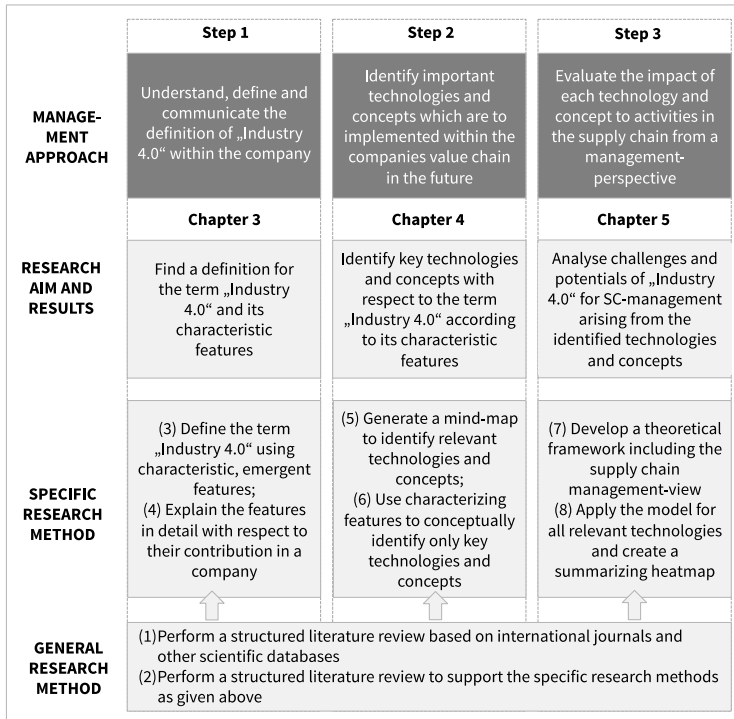 Step 1
Step 2
Step 3
MANAGE-
MENT
APPROACH
Understand, define and
communicate the
definition of „Industry
4.0“ within the company
Identify important
technologies and
concepts which are to
implemented within the
companies value chain
in the future
Evaluate the impact of
each technology and
concept to activities in
the supply chain from a
management-
perspective
Chapter 3
Chapter 4
Chapter 5
RESEARCH
AIM AND
RESULTS
Find a definition for
the term „Industry
4.0“ and its
characteristic
features
Identify key technologies
and concepts with
respect to the term
„Industry 4.0“ according
to its characteristic
features
Analyse challenges and
potentials of „Industry
4.0“ for SC-management
arising from the
identified technologies
and concepts
SPECIFIC
RESEARCH
METHOD
(3) Define the term
„Industry 4.0“ using
characteristic, emergent
features;
(4) Explain the features
in detail with respect to
their contribution in a
company
(5) Generate a mind-map
to identify relevant
technologies and
concepts;
(6) Use characterizing
features to conceptually
identify only key
technologies and
concepts
(7) Develop a theoretical
framework including the
supply chain
management-view
(8) Apply the model for
all relevant technologies
and create a
summarizing heatmap
GENERAL
RESEARCH
METHOD
(1)Perform a structured literature review based on international journals and
other scientific databases
(2)Perform a structured literature review to support the specific research methods
as given above